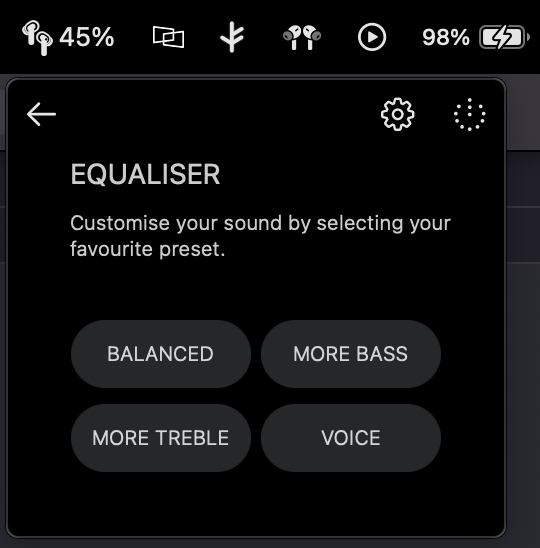 45%
98%
EQUALISER
Customise your sound by selecting your
favourite preset.
BALANCED
MORE BASS
MORE TREBLE
VOICE